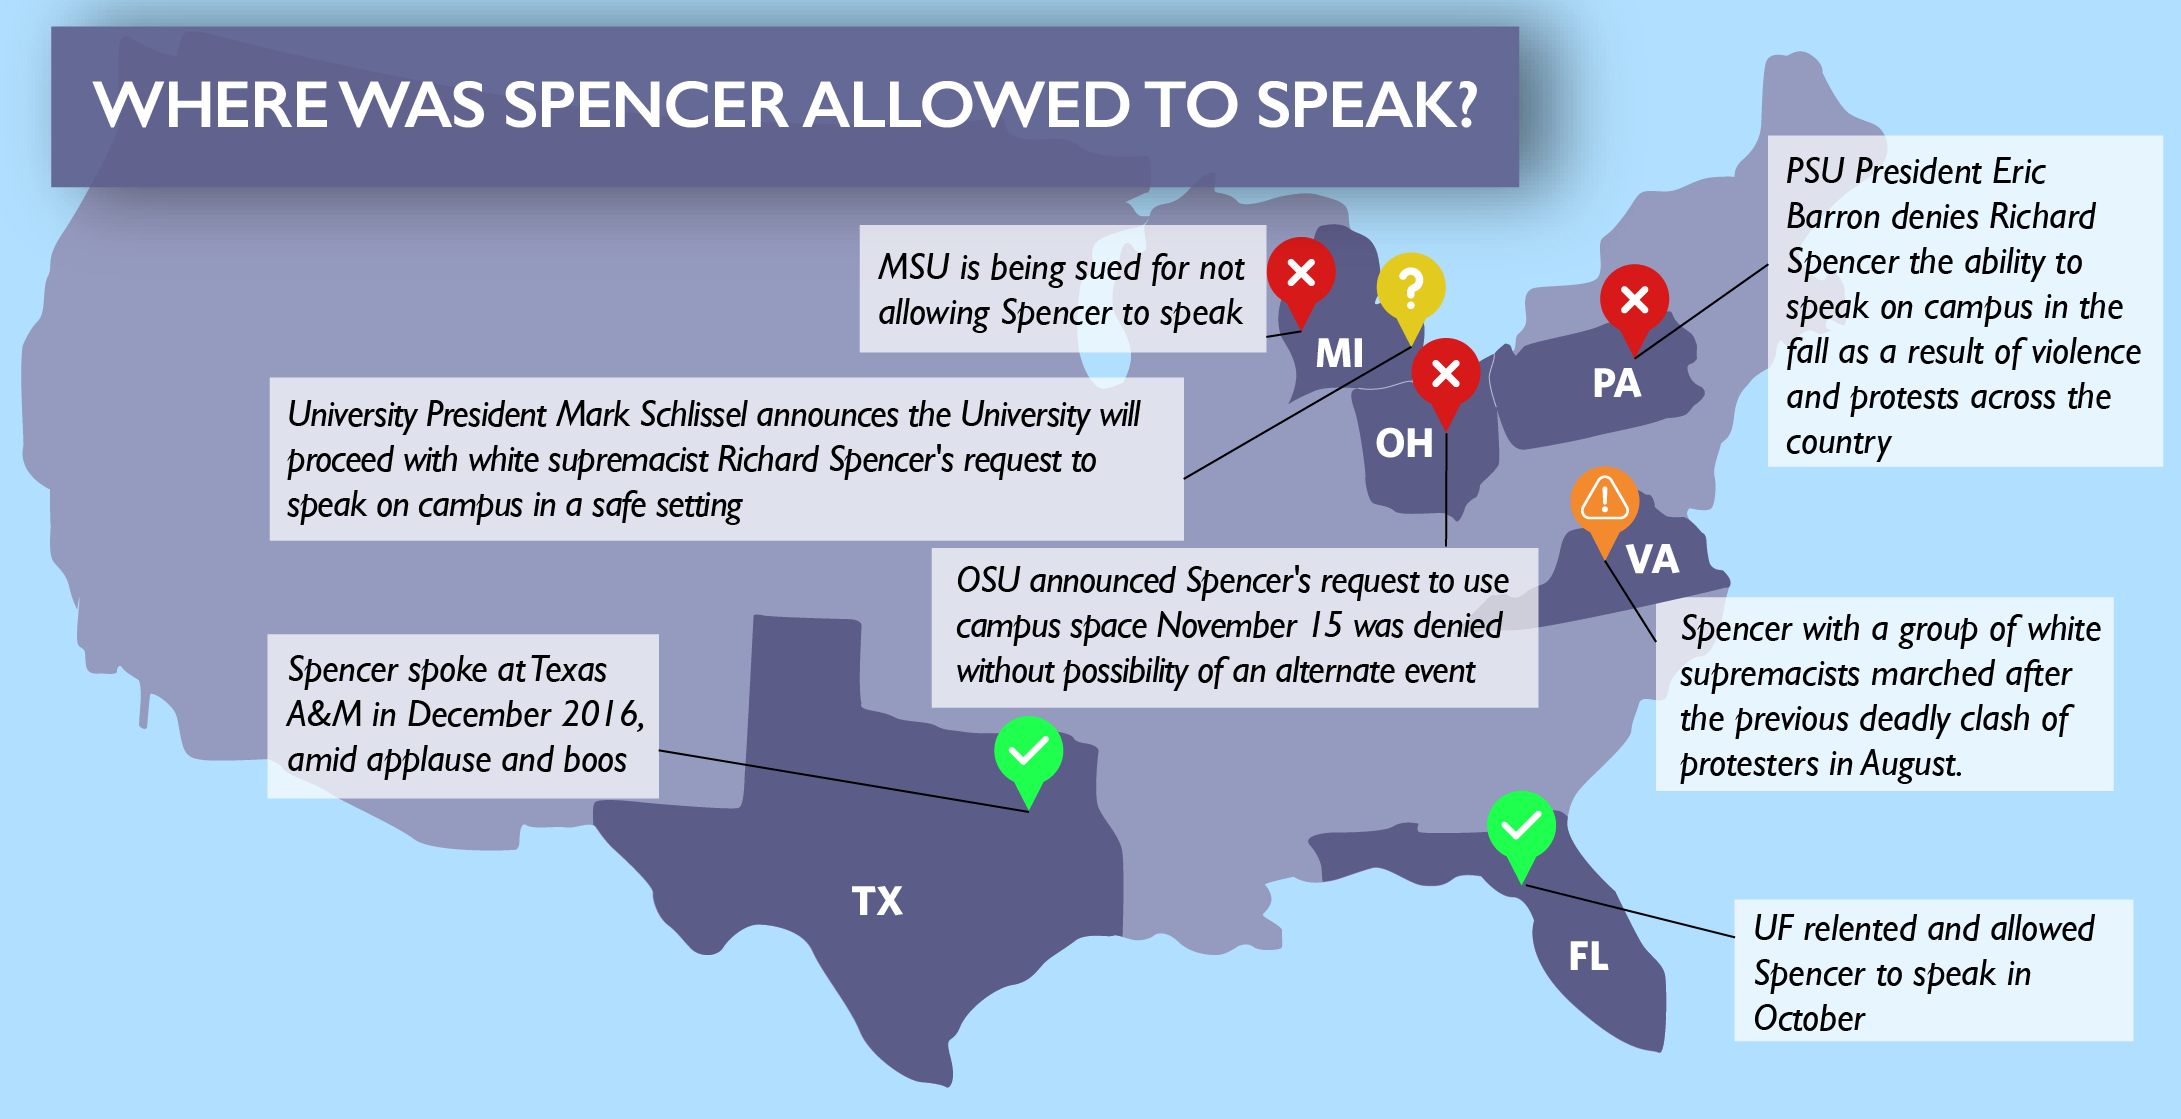 WHERE WAS SPENCER ALLOWED TO SPEAK?
PSU President Eric
Barron denies Richard
Spencer the ability to
speak on campus in the
fall as a result of violence
and protests across the
country
MSU is being sued for not
allowing Spencer to speak
?
MI
PA
University President Mark Schlissel announces the University will
proceed with white supremacist Richard Spencer's request to
speak on campus in a safe setting
OH
!
VA
OSU announced Spencer's request to use
campus space November 15 was denied
without possibility of an alternate event
Spencer with a group of white
supremacists marched after
the previous deadly clash of
protesters in August.
Spencer spoke at Texas
A&M in December 2016,
amid applause and boos
TX
FL
UF relented and allowed
Spencer to speak in
October